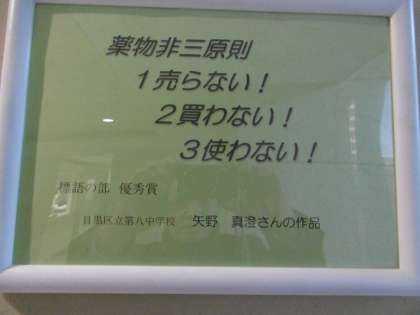 薬物非三原則
1売らない!
2買わない!
3使わない!
標語の部 優秀賞
目黒区立第八中学校 矢野 真澄さんの作品